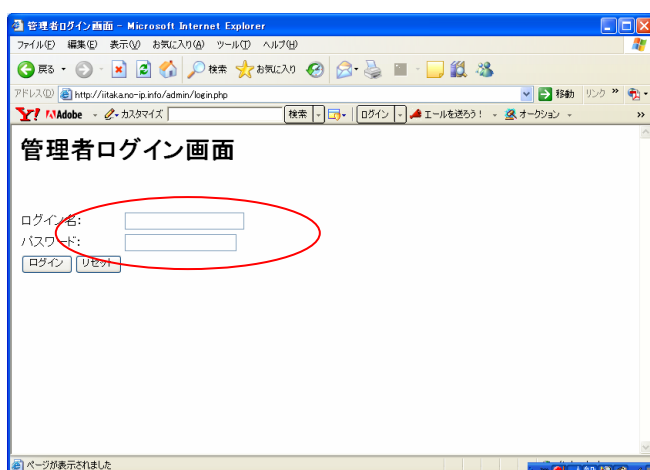 管理者ログイン画面 - Microsoft Internet Explorer
ファイル(F) 編集(E) 表示(V) お気に入り(A) ツール(T) ヘルプ(H)
戻る 検索 お気に入り
アドレス(D) http://iitaka.no-ip.info/admin/login.php 移動 リンク »
Y! Adobe カスタマイズ 検索 ログイン エールを送ろう! オークション »
管理者ログイン画面
ログイン名:
パスワード:
ログイン リセット
ページが表示されました